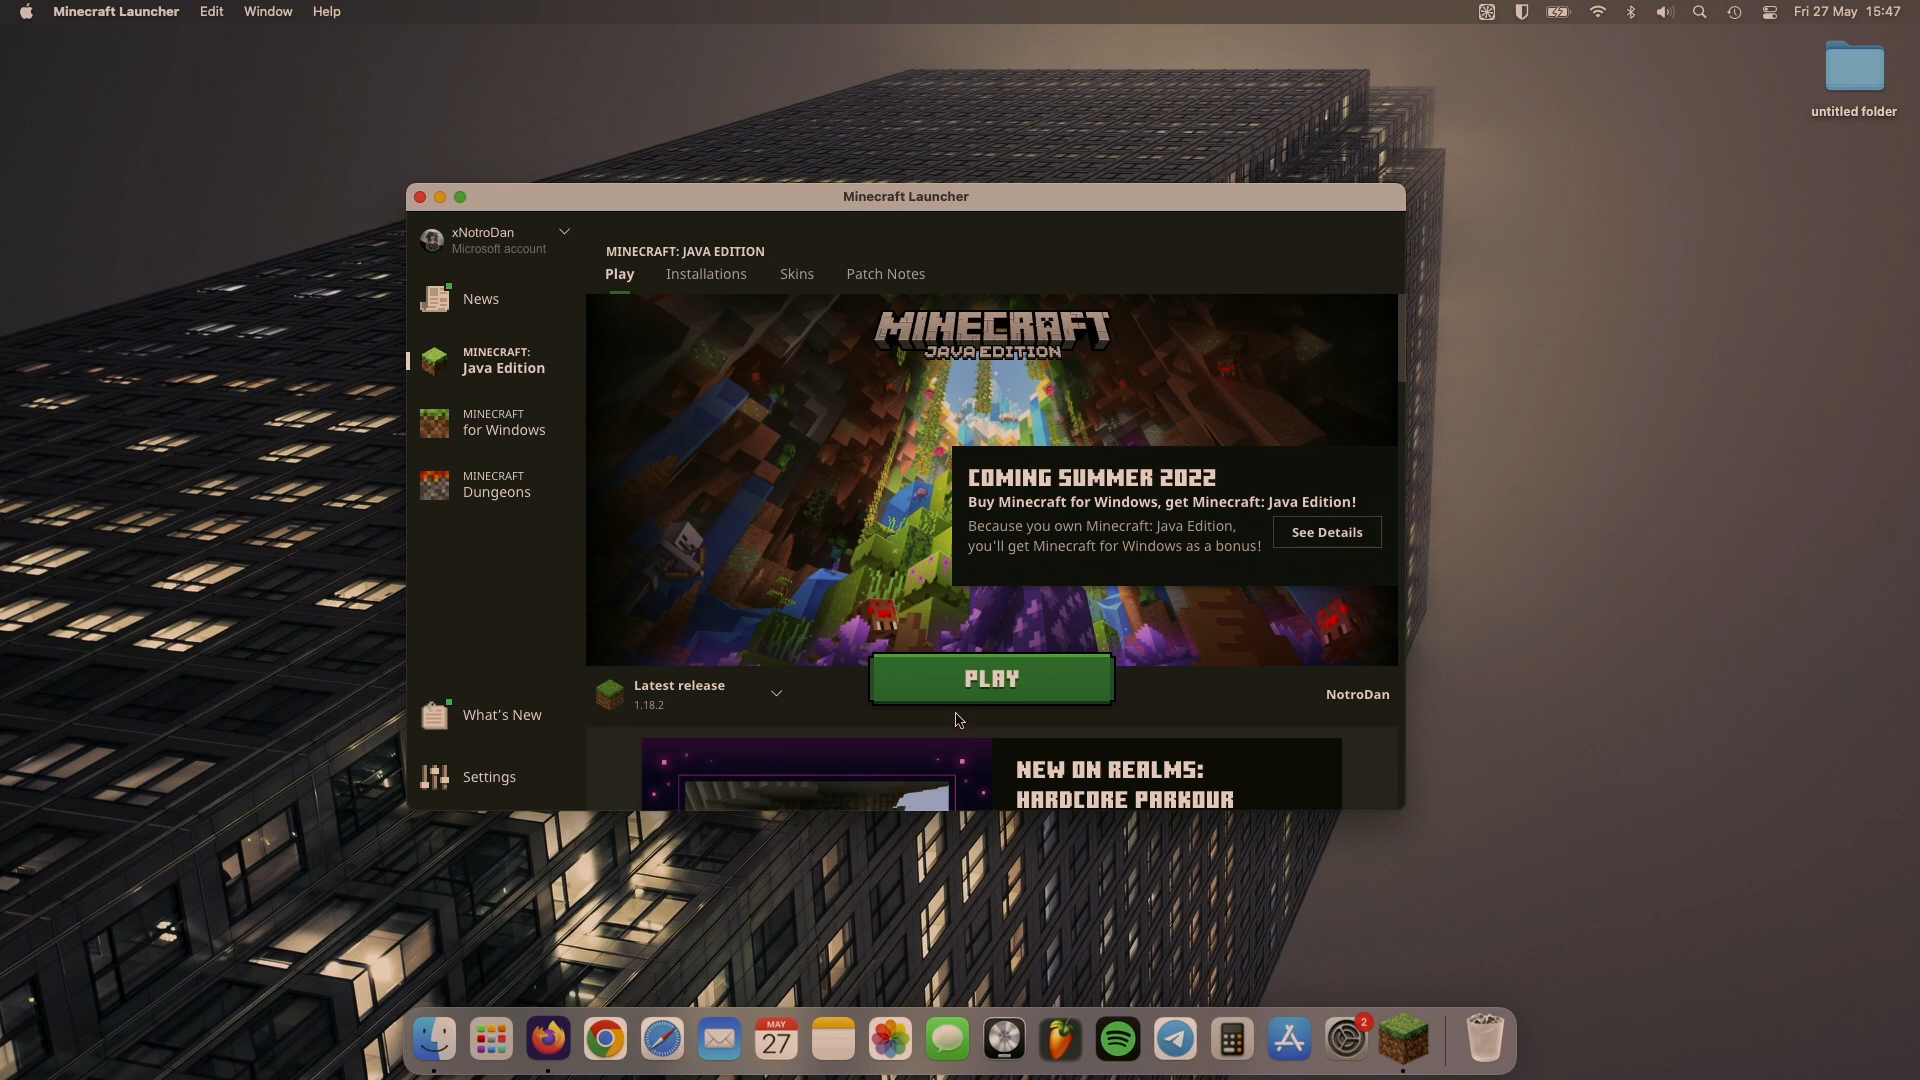 Minecraft Launcher Edit Window Help Fri 27 May 15:47
untitled folder
Minecraft Launcher
xNotroDan
Microsoft account
News
MINECRAFT:
Java Edition
MINECRAFT
for Windows
MINECRAFT
Dungeons
What's New
Settings
MINECRAFT: JAVA EDITION
Play Installations Skins Patch Notes
MINECRAFT
JAVA EDITION
COMING SUMMER 2022
Buy Minecraft for Windows, get Minecraft: Java Edition!
Because you own Minecraft: Java Edition,
you'll get Minecraft for Windows as a bonus!
See Details
Latest release
1.18.2
PLAY
NotroDan
NEW ON REALMS:
HARDCORE PARKOUR
MAY
27
2